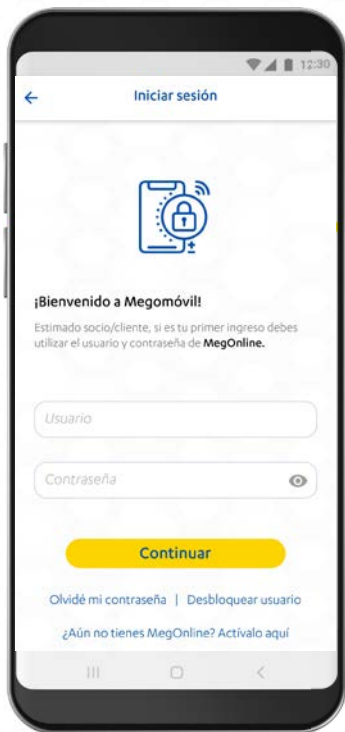 12:30
Iniciar sesión
¡Bienvenido a Megomóvil!
Estimado socio/cliente, si es tu primer ingreso debes
utilizar el usuario y contraseña de MegOnline.
Usuario
Contraseña
Continuar
Olvidé mi contraseña | Desbloquear usuario
¿Aún no tienes MegOnline? Actívalo aquí